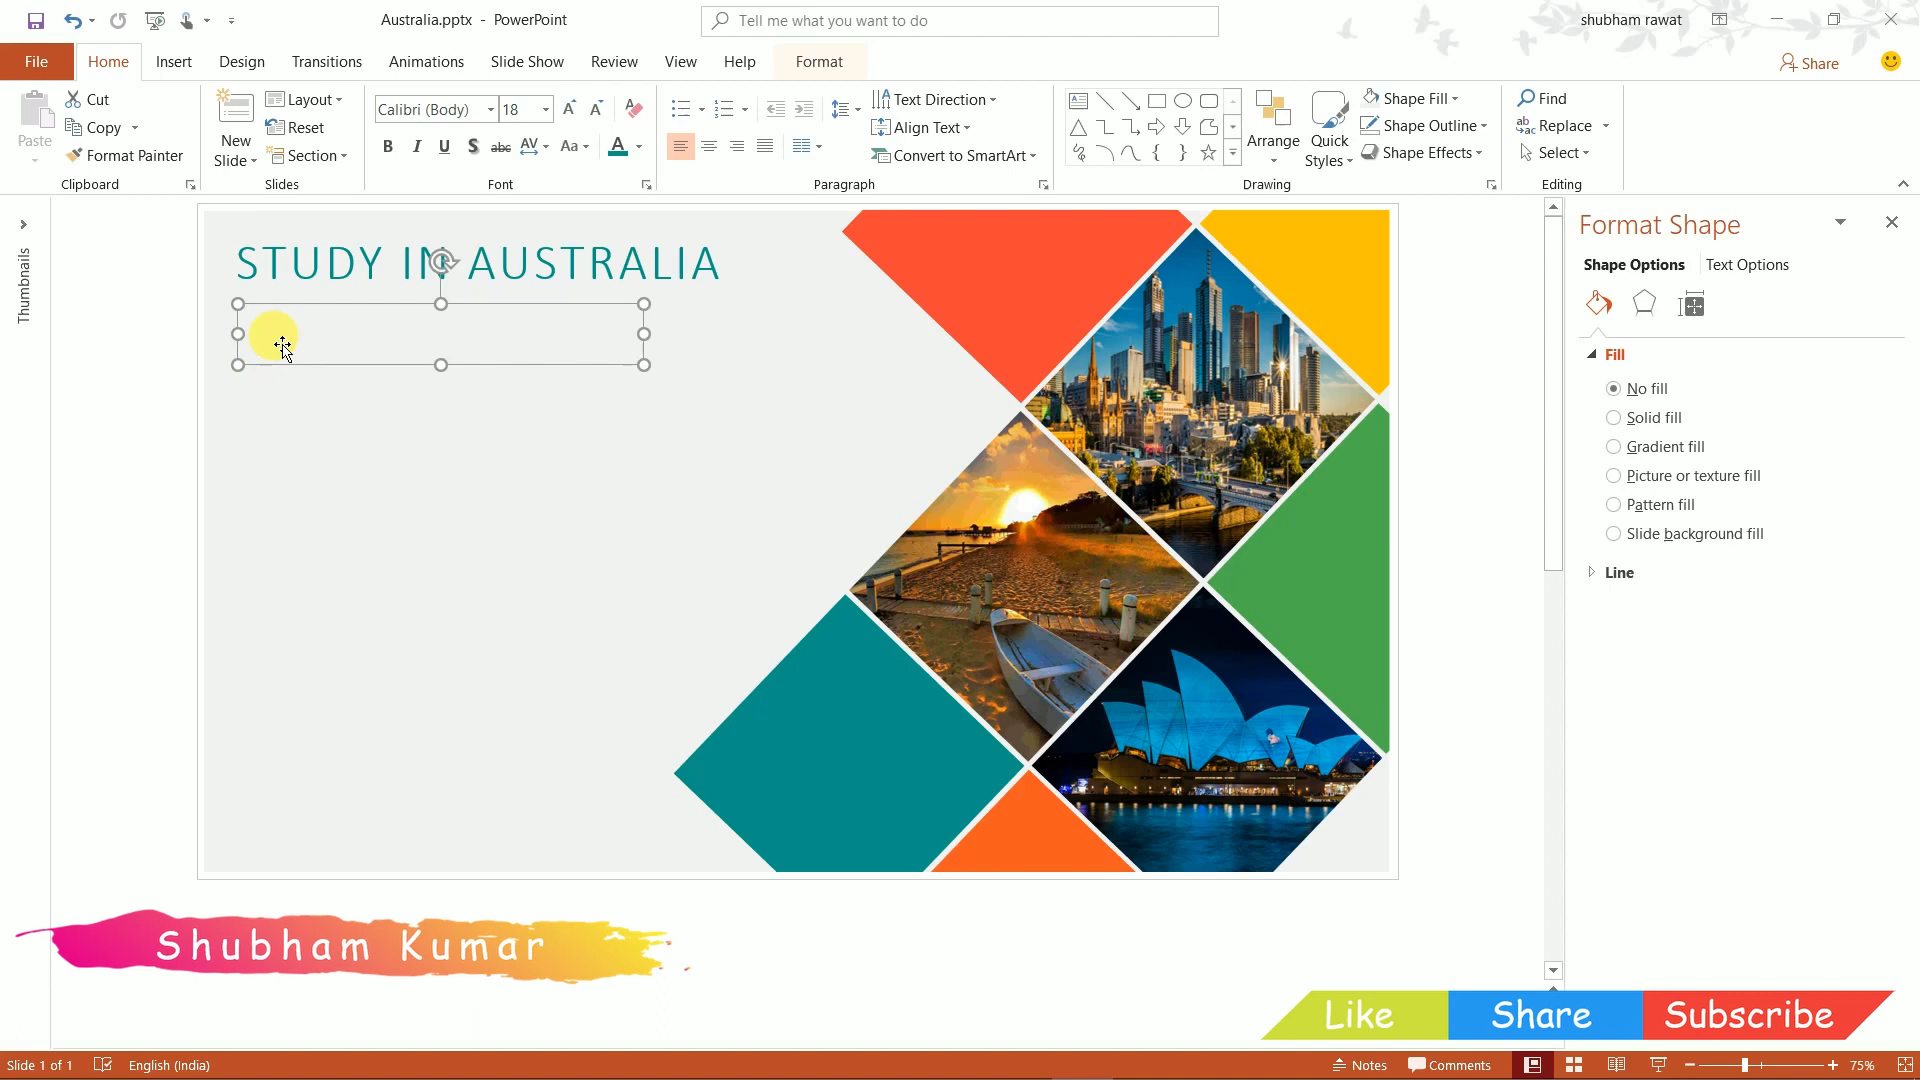 Australia.pptx - PowerPoint
Tell me what you want to do
shubham rawat
File Home Insert Design Transitions Animations Slide Show Review View Help Format
Share
Paste
Cut
Copy
Format Painter
Clipboard
New Slide
Layout
Reset
Section
Slides
Calibri (Body) 18
B I U S abc AV Aa A
Font
Text Direction
Align Text
Convert to SmartArt
Paragraph
Arrange
Quick Styles
Shape Fill
Shape Outline
Shape Effects
Drawing
Find
Replace
Select
Editing
Thumbnails
STUDY IN AUSTRALIA
Format Shape
Shape Options Text Options
Fill
No fill
Solid fill
Gradient fill
Picture or texture fill
Pattern fill
Slide background fill
Line
Shubham Kumar
Like Share Subscribe
Slide 1 of 1 English (India)
Notes Comments 75%